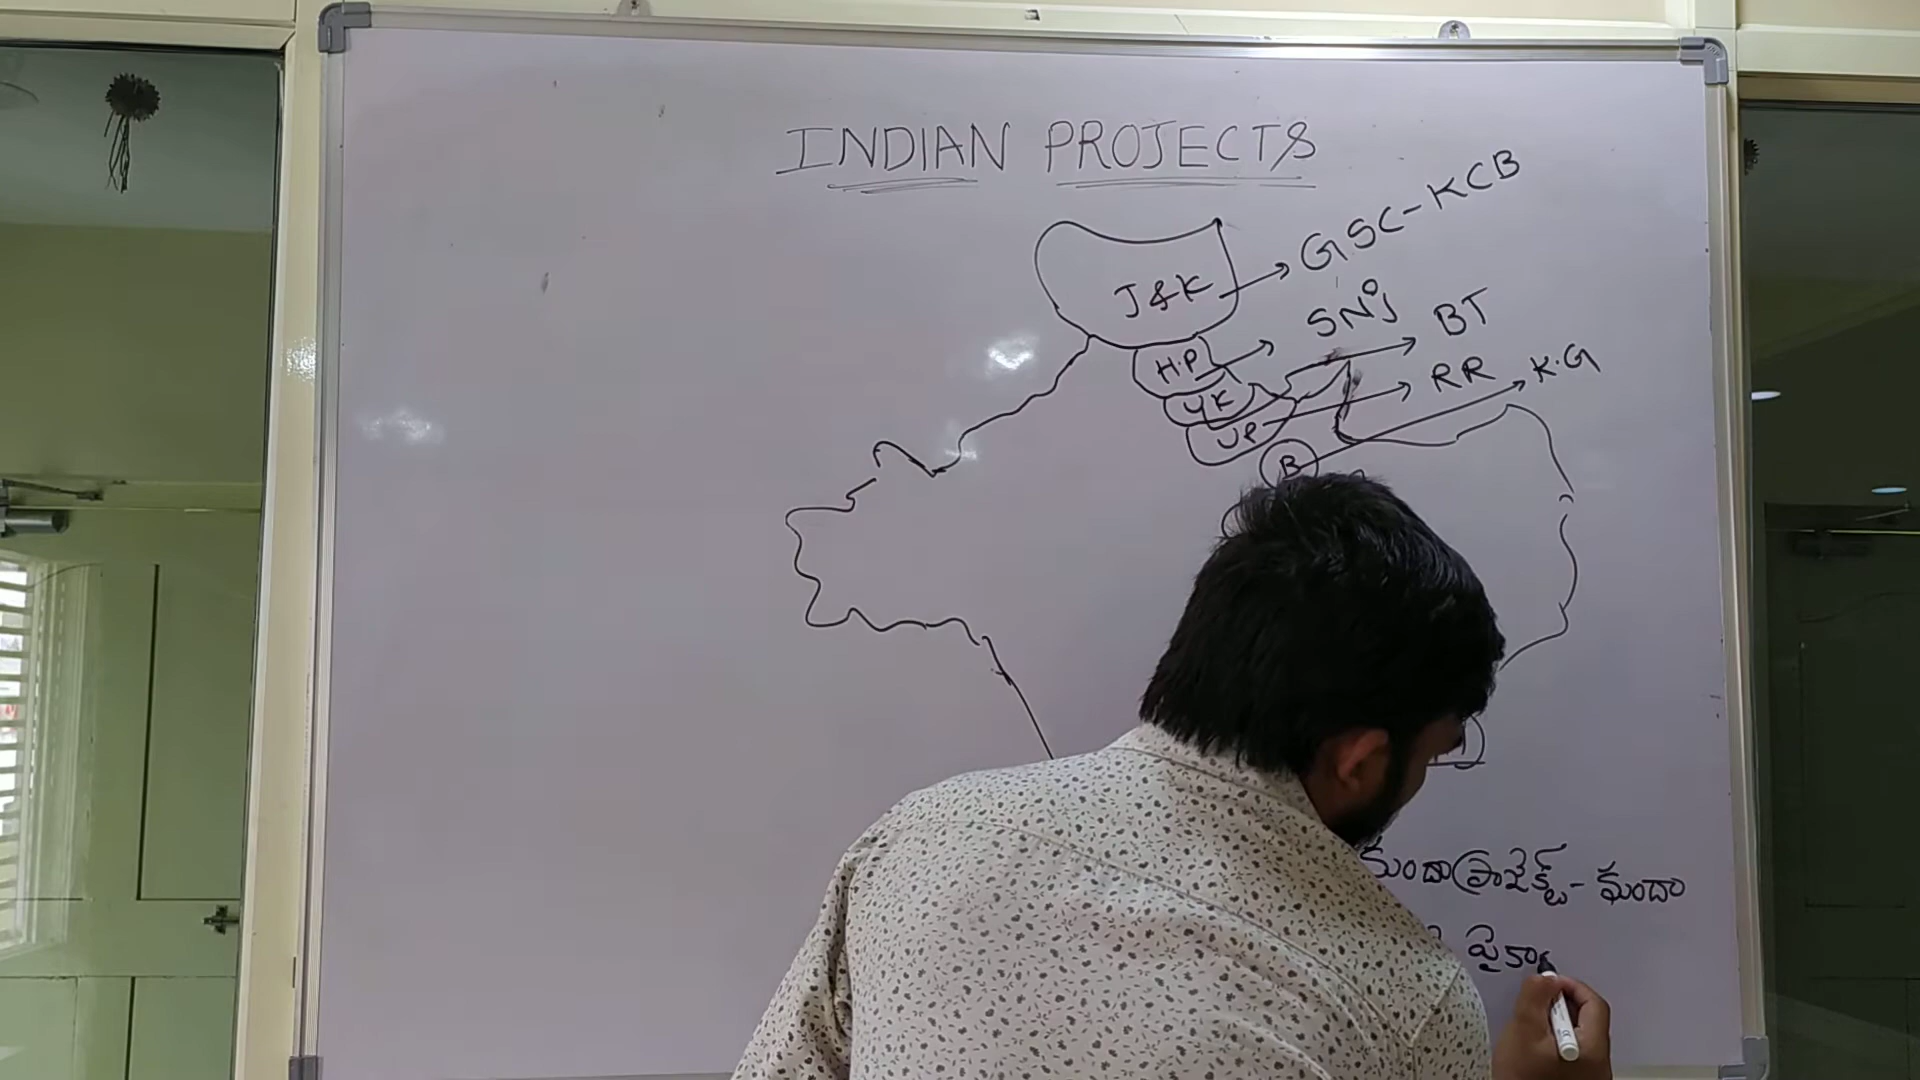 INDIAN PROJECTS
GSC-KCB
J&K
SNJ
BT
H.P
RR
K.G
UK
UP
B
కుందా ప్రాజెక్ట్ - కుందా
పైకా